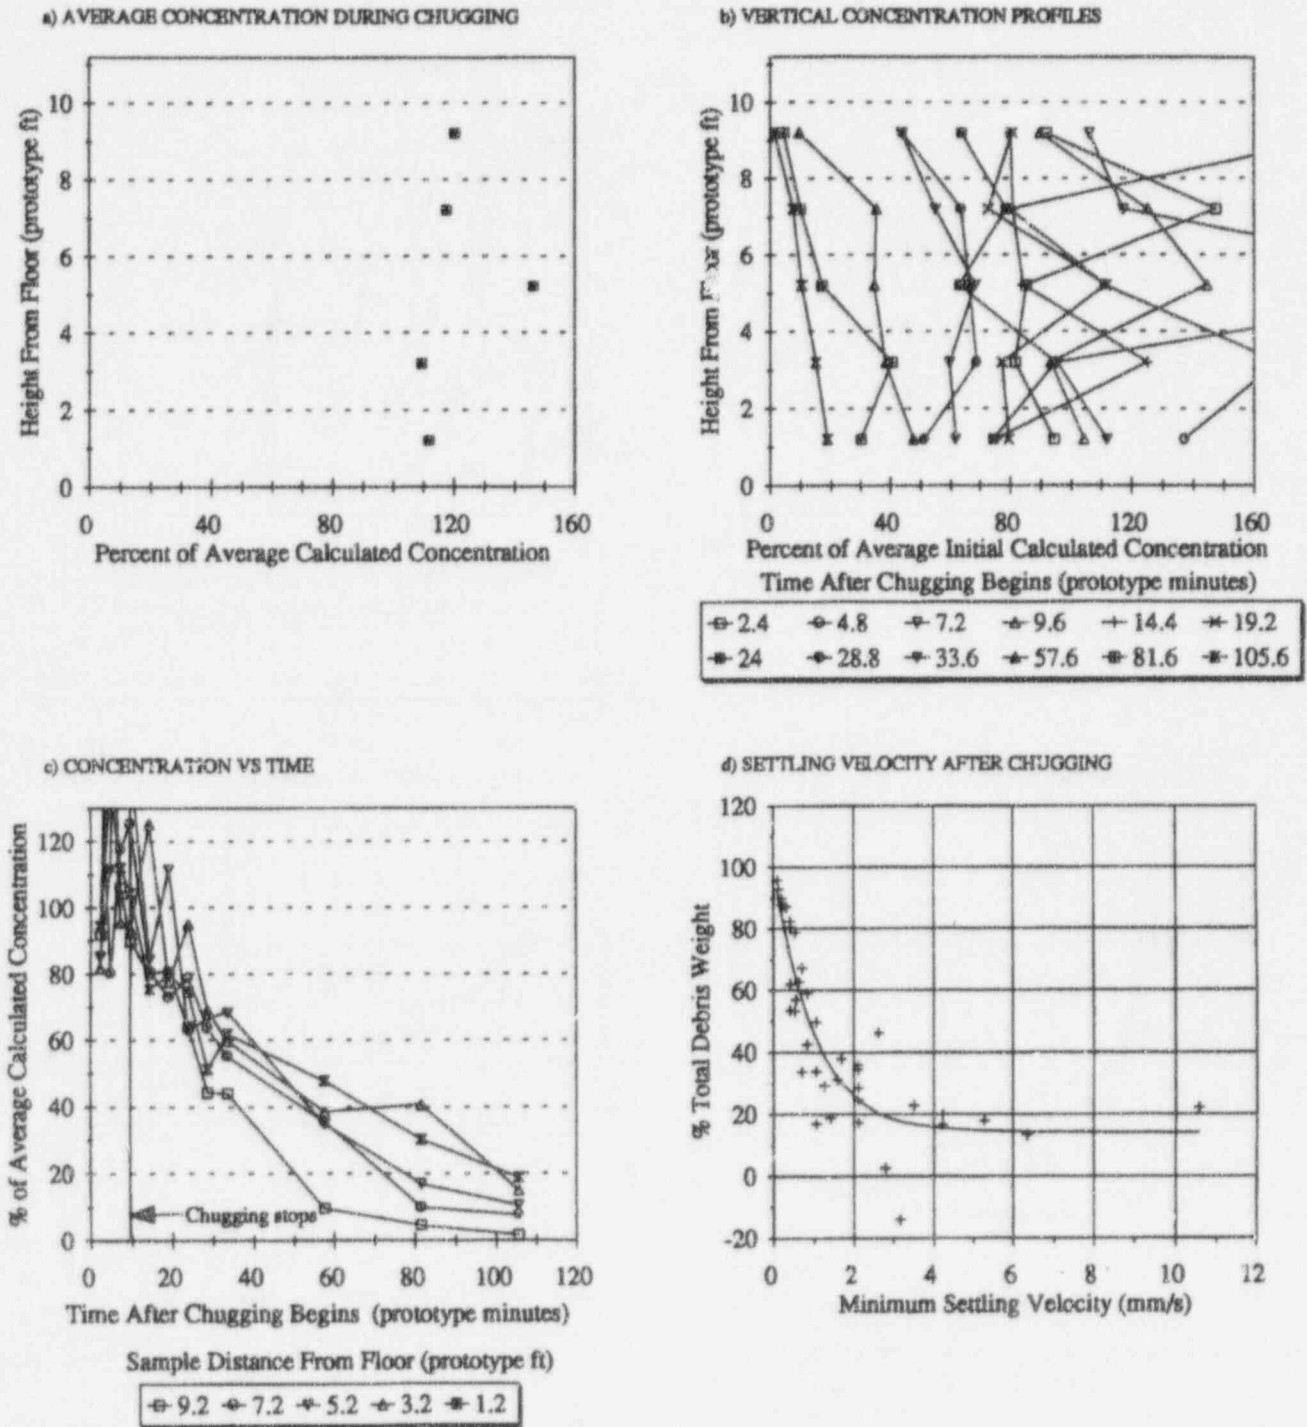 a) AVERAGE CONCENTRATION DURING CHUGGING
Height From Floor (prototype ft)
10
8
6
4
2
0
0 40 80 120 160
Percent of Average Calculated Concentration
b) VERTICAL CONCENTRATION PROFILES
Height From Floor (prototype ft)
10
8
6
4
2
0
0 40 80 120 160
Percent of Average Initial Calculated Concentration
Time After Chugging Begins (prototype minutes)
2.4 4.8 7.2 9.6 14.4 19.2
24 28.8 33.6 57.6 81.6 105.6
c) CONCENTRATION VS TIME
% of Average Calculated Concentration
120
100
80
60
40
20
0
Chugging stops
0 20 40 60 80 100 120
Time After Chugging Begins (prototype minutes)
Sample Distance From Floor (prototype ft)
9.2 7.2 5.2 3.2 1.2
d) SETTLING VELOCITY AFTER CHUGGING
% Total Debris Weight
120
100
80
60
40
20
0
-20
0 2 4 6 8 10 12
Minimum Settling Velocity (mm/s)